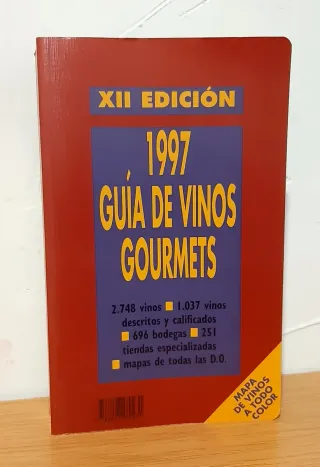 XII EDICIÓN
1997
GUÍA DE VINOS
GOURMETS
2.748 vinos ■ 1.037 vinos
descritos y calificados
■ 696 bodegas ■ 251
tiendas especializadas
■ mapas de todas las D.O.
MAPA
DE VINOS
A TODO
COLOR